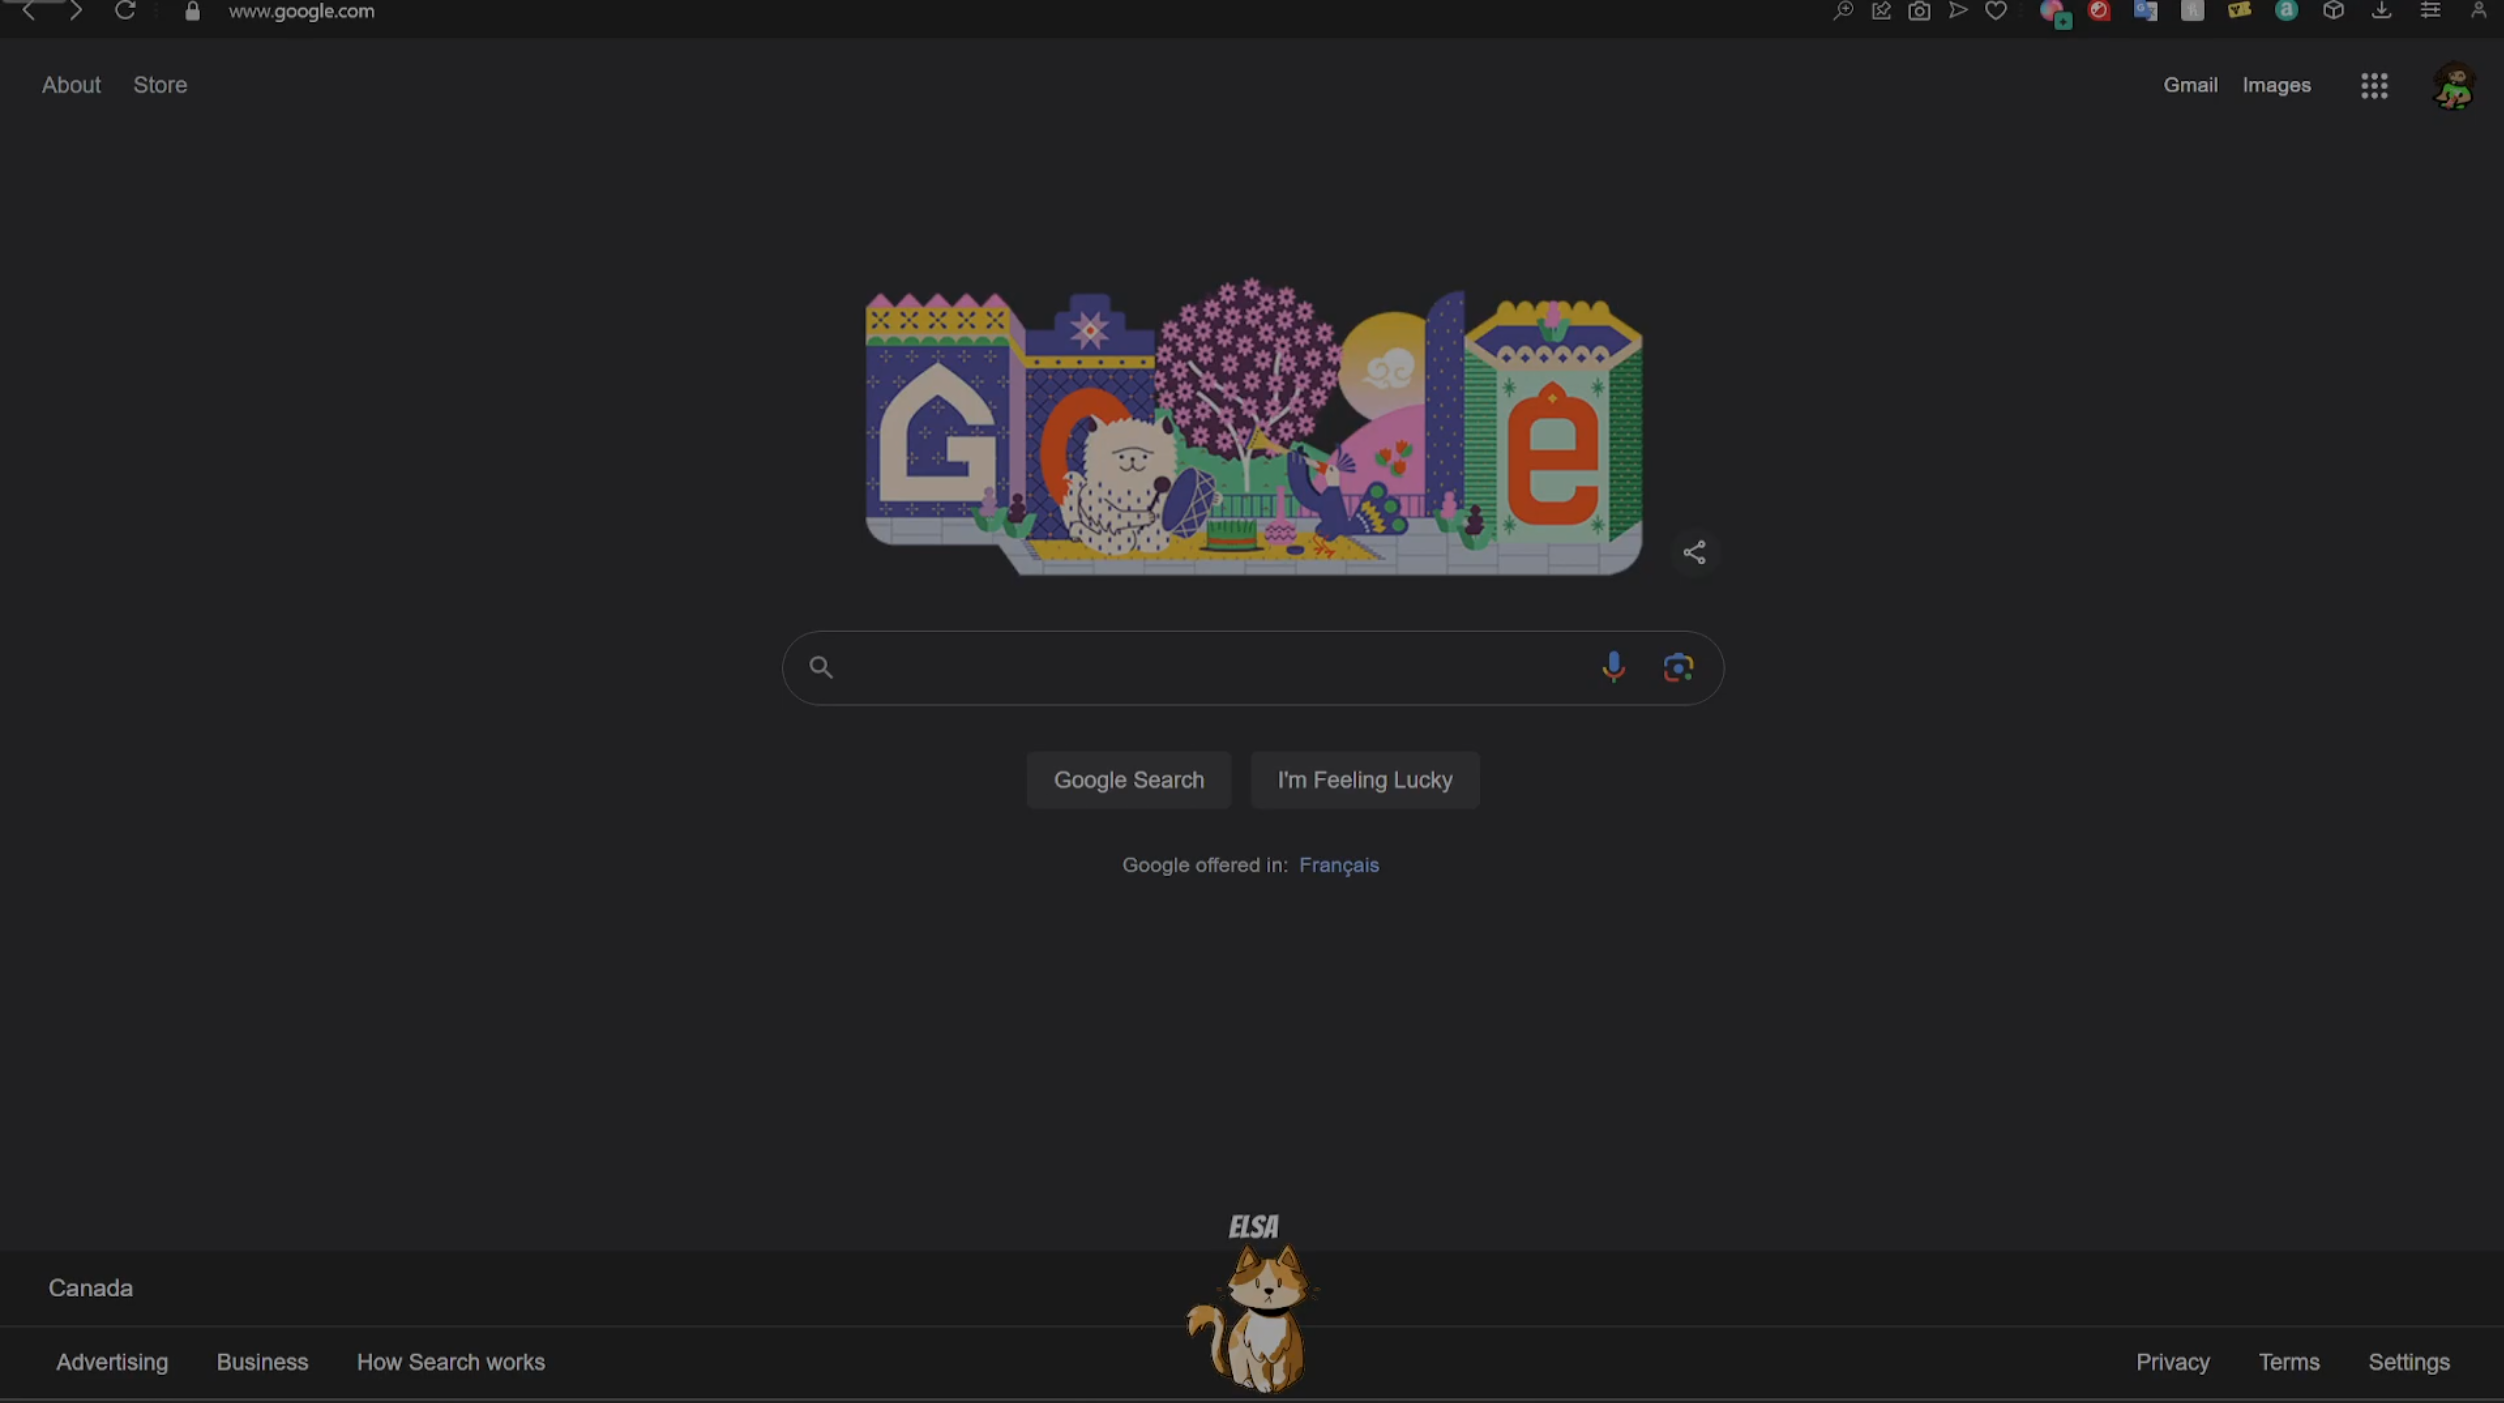 www.google.com
About Store
Gmail Images
G e
Google Search I'm Feeling Lucky
Google offered in: Français
ELSA
Canada
Advertising Business How Search works
Privacy Terms Settings